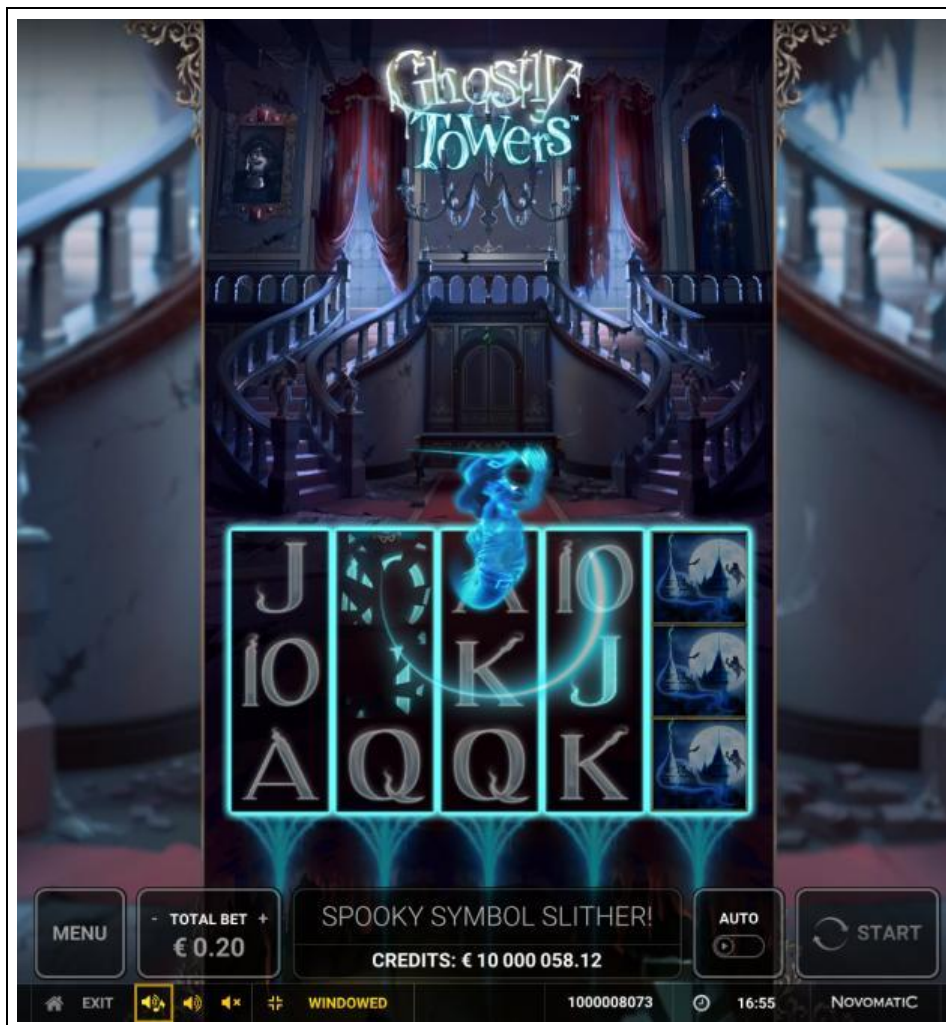 Ghostly
Towers™
J
A
10
10
K
J
A
Q
Q
K
MENU
- TOTAL BET +
€ 0.20
SPOOKY SYMBOL SLITHER!
CREDITS: € 10 000 058.12
AUTO
START
EXIT
WINDOWED
1000008073
16:55
NOVOMATIC